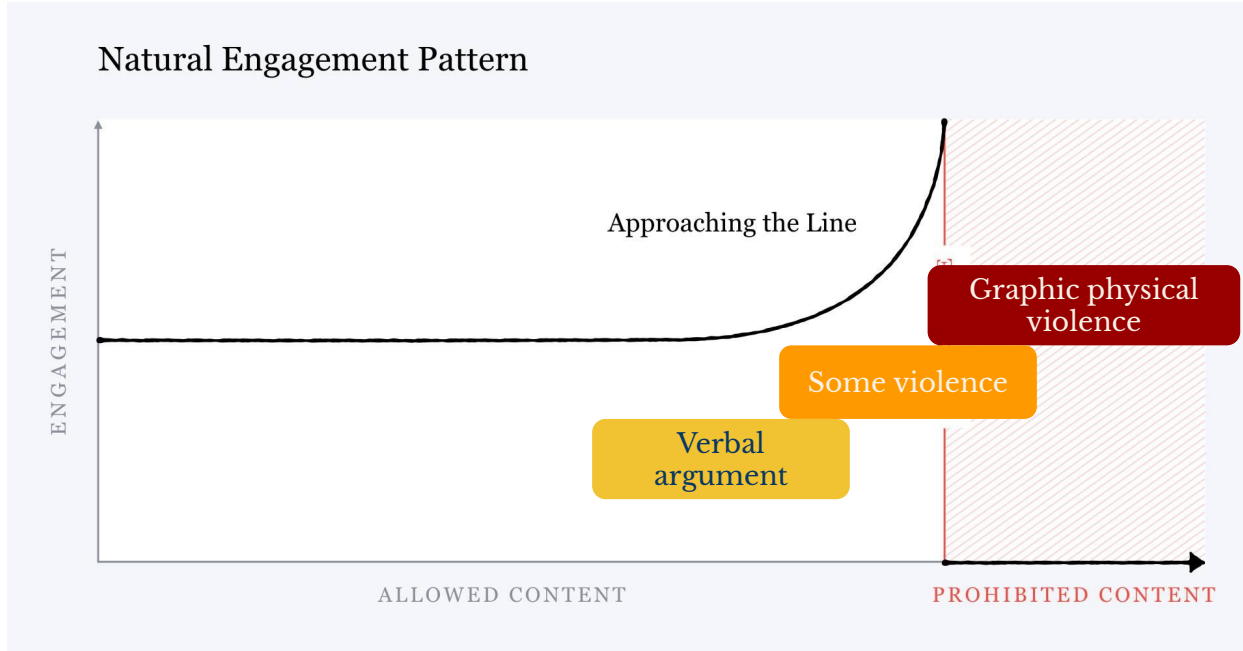 Natural Engagement Pattern
Approaching the Line
ENGAGEMENT
Graphic physical
violence
Some violence
Verbal
argument
ALLOWED CONTENT
PROHIBITED CONTENT